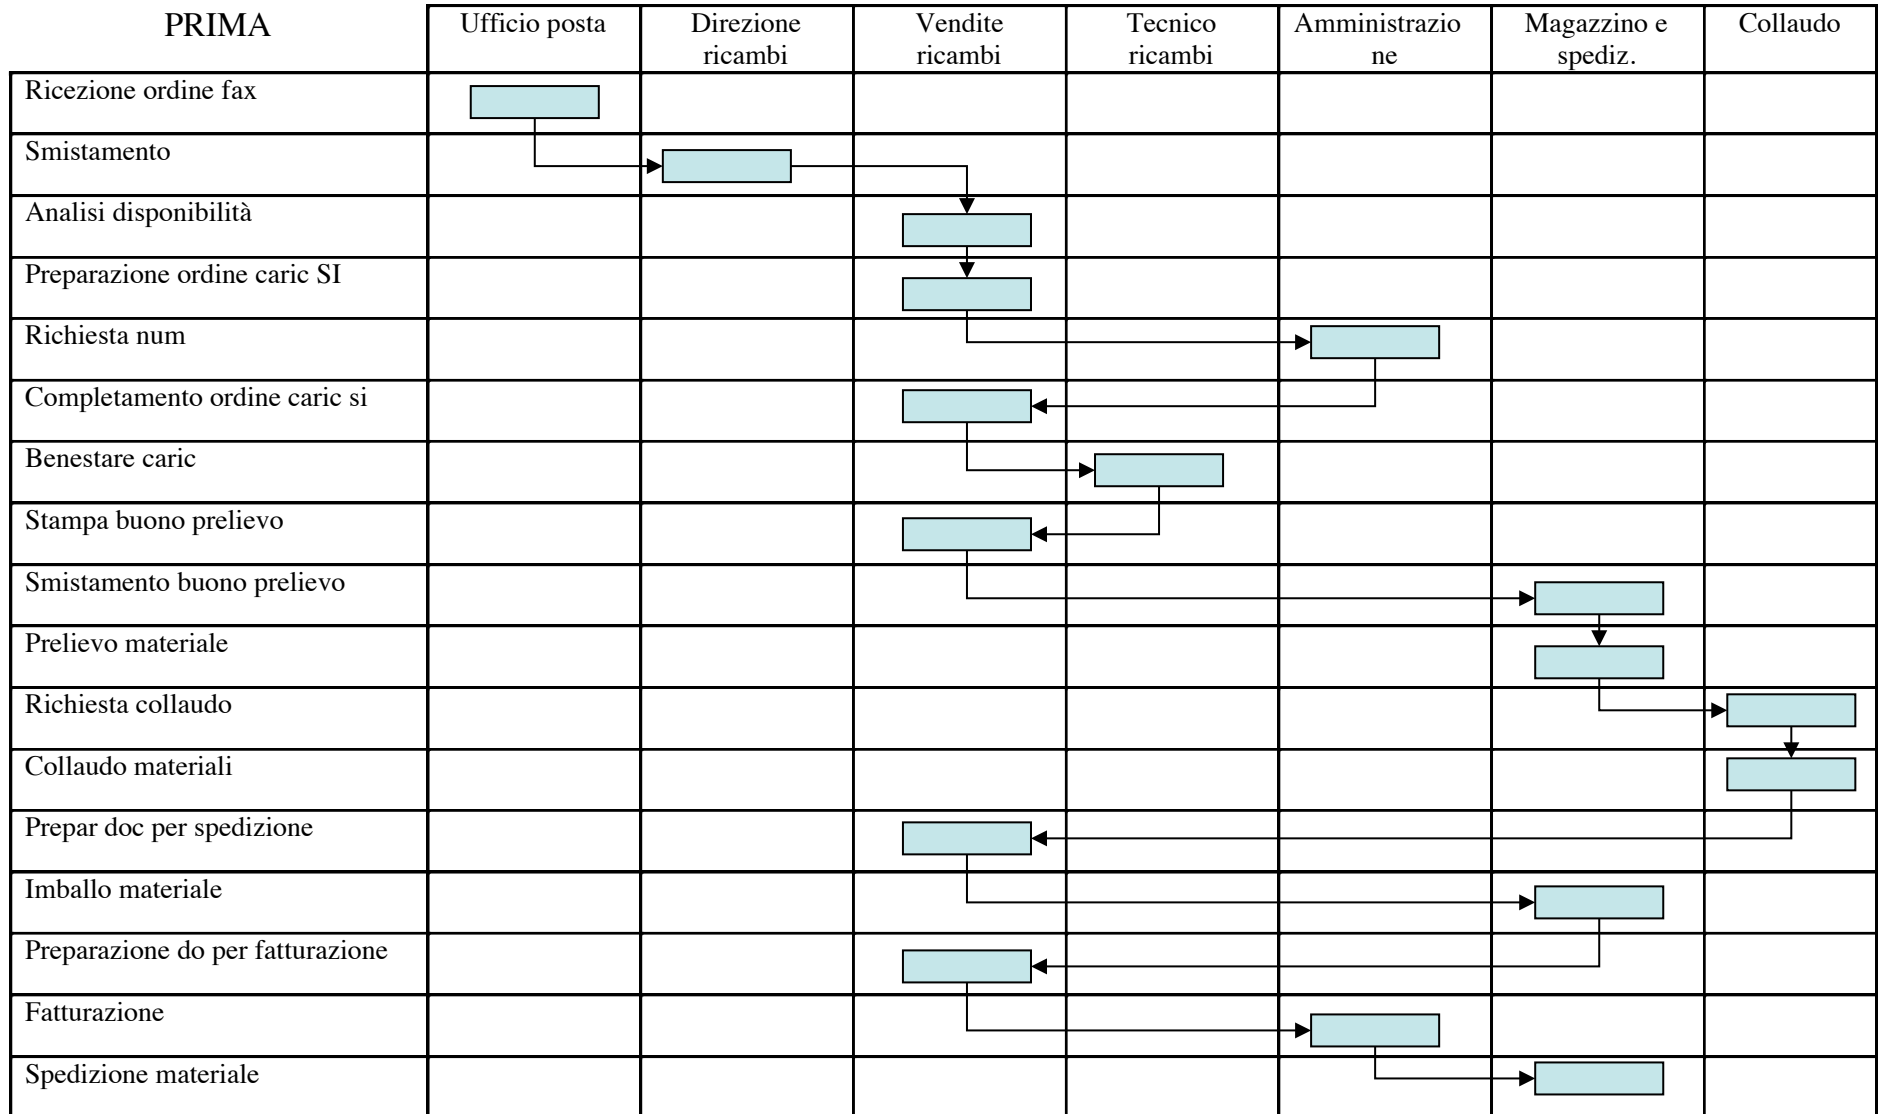 PRIMA
Ufficio posta
Direzione
ricambi
Vendite
ricambi
Tecnico
ricambi
Amministrazio
ne
Magazzino e
spediz.
Collaudo
Ricezione ordine fax
Smistamento
Analisi disponibilità
Preparazione ordine caric SI
Richiesta num
Completamento ordine caric si
Benestare caric
Stampa buono prelievo
Smistamento buono prelievo
Prelievo materiale
Richiesta collaudo
Collaudo materiali
Prepar doc per spedizione
Imballo materiale
Preparazione do per fatturazione
Fatturazione
Spedizione materiale